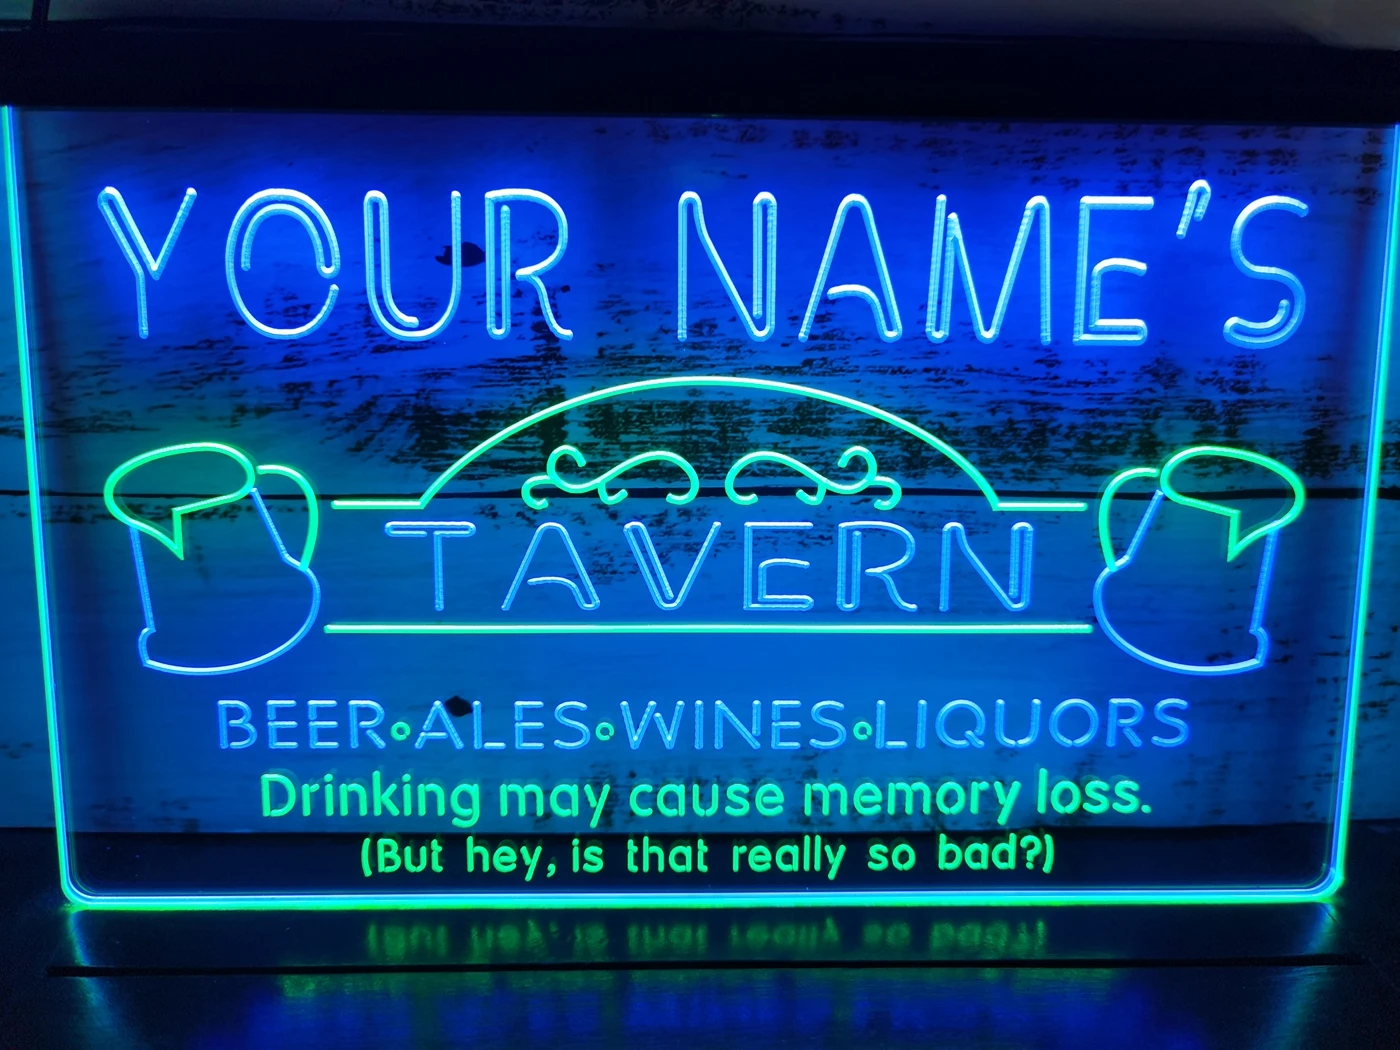 YOUR NAME'S
TAVERN
BEER•ALES•WINES•LIQUORS
Drinking may cause memory loss.
(But hey, is that really so bad?)